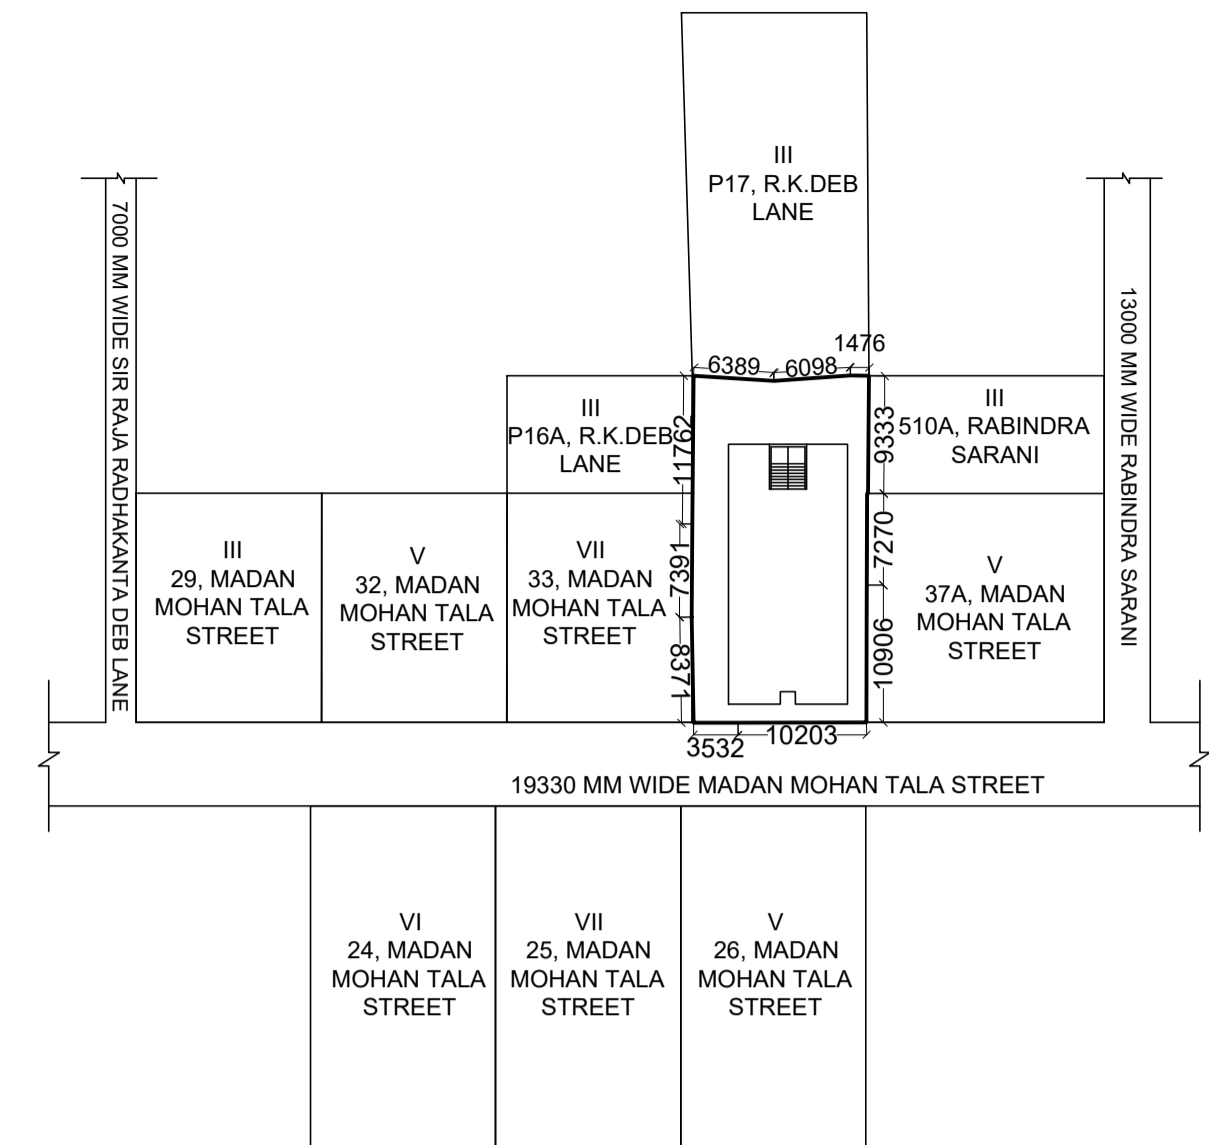 III
P17, R.K.DEB
LANE
7000 MM WIDE SIR RAJA RADHAKANTA DEB LANE
13000 MM WIDE RABINDRA SARANI
1476
6389
6098
III
P16A, R.K.DEB
LANE
11762
9333
III
510A, RABINDRA
SARANI
III
29, MADAN
MOHAN TALA
STREET
V
32, MADAN
MOHAN TALA
STREET
VII
33, MADAN
MOHAN TALA
STREET
7391
8371
7270
10906
V
37A, MADAN
MOHAN TALA
STREET
3532
10203
19330 MM WIDE MADAN MOHAN TALA STREET
VI
24, MADAN
MOHAN TALA
STREET
VII
25, MADAN
MOHAN TALA
STREET
V
26, MADAN
MOHAN TALA
STREET